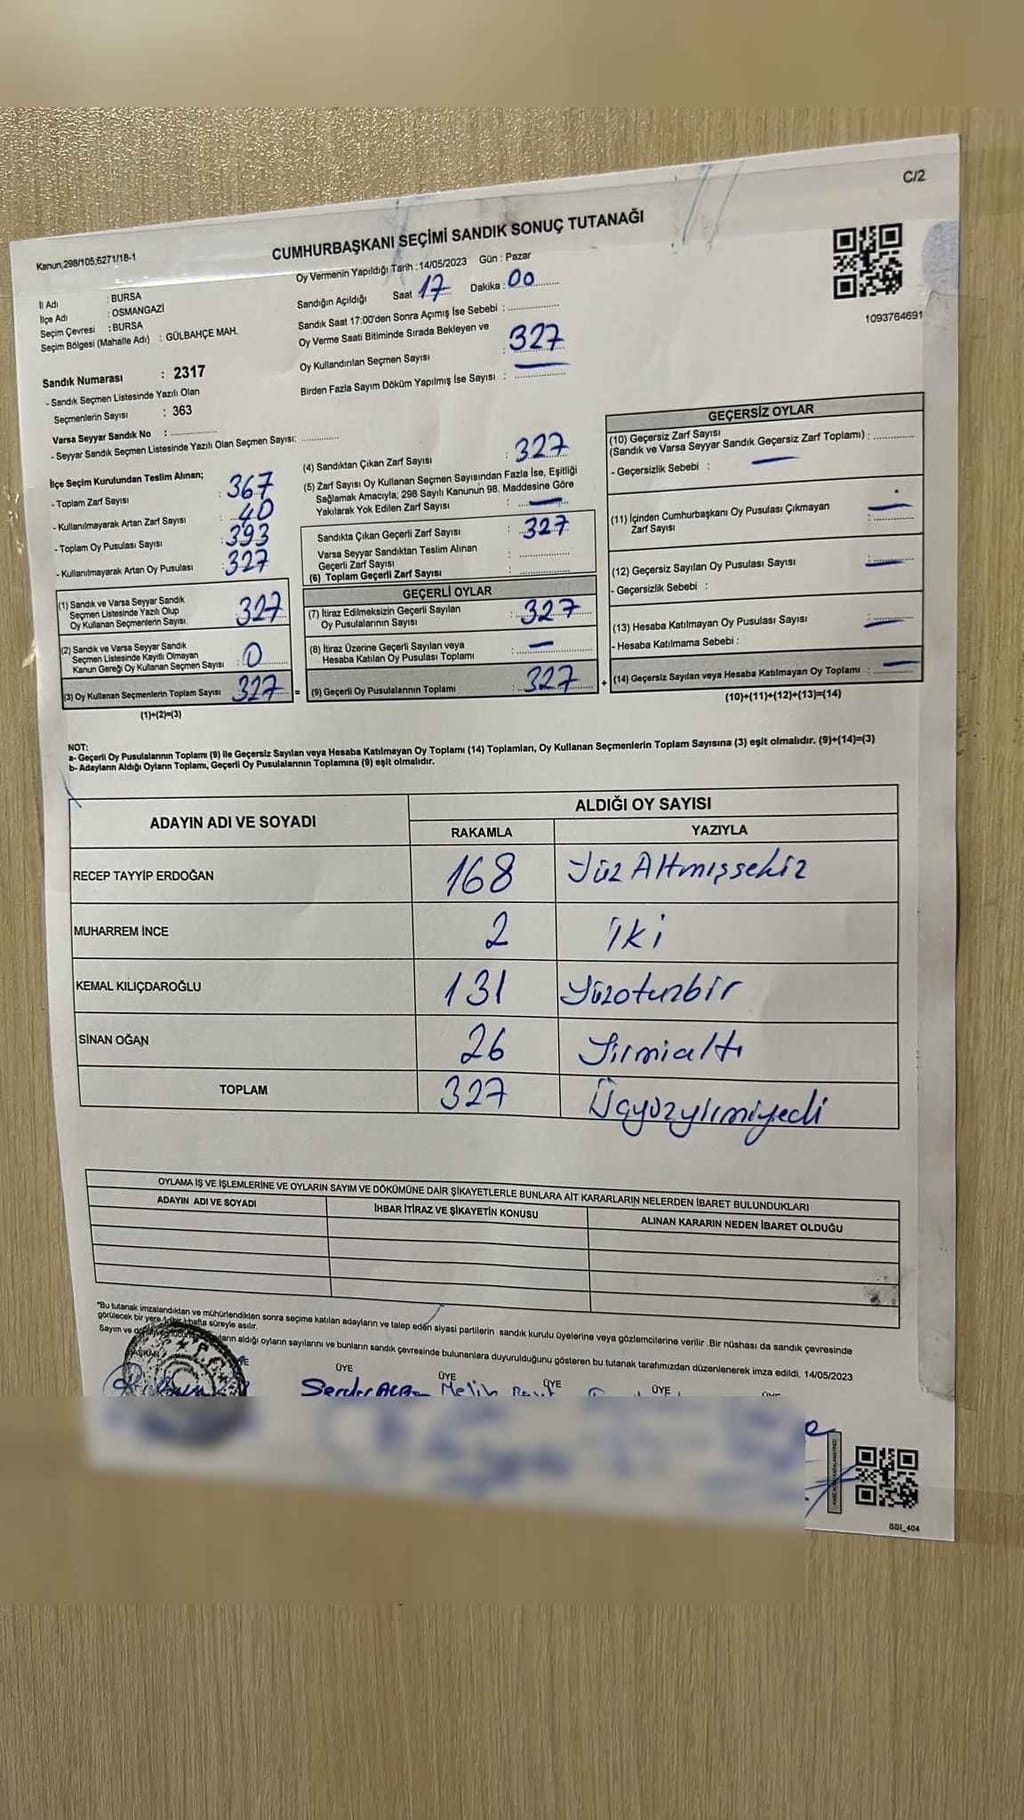 C/2
Kanun,298/105;6271/18-1
CUMHURBAŞKANI SEÇİMİ SANDIK SONUÇ TUTANAĞI
1093764691
İl Adı : BURSA
İlçe Adı : OSMANGAZİ
Seçim Çevresi : BURSA
Seçim Bölgesi (Mahalle Adı) : GÜLBAHÇE MAH.
Sandık Numarası : 2317
- Sandık Seçmen Listesinde Yazılı Olan
Seçmenlerin Sayısı : 363
Varsa Seyyar Sandık No :
- Seyyar Sandık Seçmen Listesinde Yazılı Olan Seçmen Sayısı:
Oy Vermenin Yapıldığı Tarih : 14/05/2023 Gün : Pazar
Sandığın Açıldığı Saat 17 Dakika : 00
Sandık Saat 17:00'den Sonra Açımış İse Sebebi :
Oy Verme Saati Bitiminde Sırada Bekleyen ve
Oy Kullandırılan Seçmen Sayısı : 327
Birden Fazla Sayım Döküm Yapılmış İse Sayısı :
İlçe Seçim Kurulundan Teslim Alınan;
- Toplam Zarf Sayısı : 367
- Kullanılmayarak Artan Zarf Sayısı : 40
- Toplam Oy Pusulası Sayısı : 393
- Kullanılmayarak Artan Oy Pusulası : 327
(1) Sandık ve Varsa Seyyar Sandık
Seçmen Listesinde Yazılı Olup
Oy Kullanan Seçmenlerin Sayısı : 327
(2) Sandık ve Varsa Seyyar Sandık
Seçmen Listesinde Kayıtlı Olmayan
Kanun Gereği Oy Kullanan Seçmen Sayısı : 0
(3) Oy Kullanan Seçmenlerin Toplam Sayısı 327 =
(1)+(2)=(3)
(4) Sandıktan Çıkan Zarf Sayısı : 327
(5) Zarf Sayısı Oy Kullanan Seçmen Sayısından Fazla İse, Eşitliği
Sağlamak Amacıyla; 298 Sayılı Kanunun 98. Maddesine Göre
Yakılarak Yok Edilen Zarf Sayısı : —
Sandıkta Çıkan Geçerli Zarf Sayısı : 327
Varsa Seyyar Sandıktan Teslim Alınan
Geçerli Zarf Sayısı :
(6) Toplam Geçerli Zarf Sayısı :
GEÇERLİ OYLAR
(7) İtiraz Edilmeksizin Geçerli Sayılan
Oy Pusulalarının Sayısı : 327
(8) İtiraz Üzerine Geçerli Sayılan veya
Hesaba Katılan Oy Pusulası Toplamı : —
(9) Geçerli Oy Pusulalarının Toplamı : 327 +
GEÇERSİZ OYLAR
(10) Geçersiz Zarf Sayısı
(Sandık ve Varsa Seyyar Sandık Geçersiz Zarf Toplamı) :
- Geçersizlik Sebebi : —
(11) İçinden Cumhurbaşkanı Oy Pusulası Çıkmayan
Zarf Sayısı : —
(12) Geçersiz Sayılan Oy Pusulası Sayısı : —
- Geçersizlik Sebebi :
(13) Hesaba Katılmayan Oy Pusulası Sayısı : —
- Hesaba Katılmama Sebebi :
(14) Geçersiz Sayılan veya Hesaba Katılmayan Oy Toplamı : —
(10)+(11)+(12)+(13)=(14)
NOT:
a- Geçerli Oy Pusulalarının Toplamı (9) ile Geçersiz Sayılan veya Hesaba Katılmayan Oy Toplamı (14) Toplamları, Oy Kullanan Seçmenlerin Toplam Sayısına (3) eşit olmalıdır. (9)+(14)=(3)
b- Adayların Aldığı Oyların Toplamı, Geçerli Oy Pusulalarının Toplamına (9) eşit olmalıdır.
ADAYIN ADI VE SOYADI ALDIĞI OY SAYISI
RAKAMLA YAZIYLA
RECEP TAYYİP ERDOĞAN 168 Yüz Altmışsekiz
MUHARREM İNCE 2 iki
KEMAL KILIÇDAROĞLU 131 Yüzotuzbir
SİNAN OĞAN 26 Yirmialtı
TOPLAM 327 Üçyüzyirmiyedi
OYLAMA İŞ VE İŞLEMLERİNE VE OYLARIN SAYIM VE DÖKÜMÜNE DAİR ŞİKAYETLERLE BUNLARA AİT KARARLARIN NELERDEN İBARET BULUNDUKLARI
ADAYIN ADI VE SOYADI İHBAR İTİRAZ VE ŞİKAYETİN KONUSU ALINAN KARARIN NEDEN İBARET OLDUĞU
"Bu tutanak imzalandıktan ve mühürlendikten sonra seçime katılan adayların ve talep eden siyasi partilerin sandık kurulu üyelerine veya gözlemcilerine verilir .Bir nüshası da sandık çevresinde
görülecek bir yere bir hafta süreyle asılır.
Sayım ve aldığı oyların sayılarını ve bunların sandık çevresinde bulunanlara duyurulduğunu gösteren bu tutanak tarafımızdan düzenlenerek imza edildi. 14/05/2023
ÜYE ÜYE ÜYE ÜYE
Melih
SSI_404